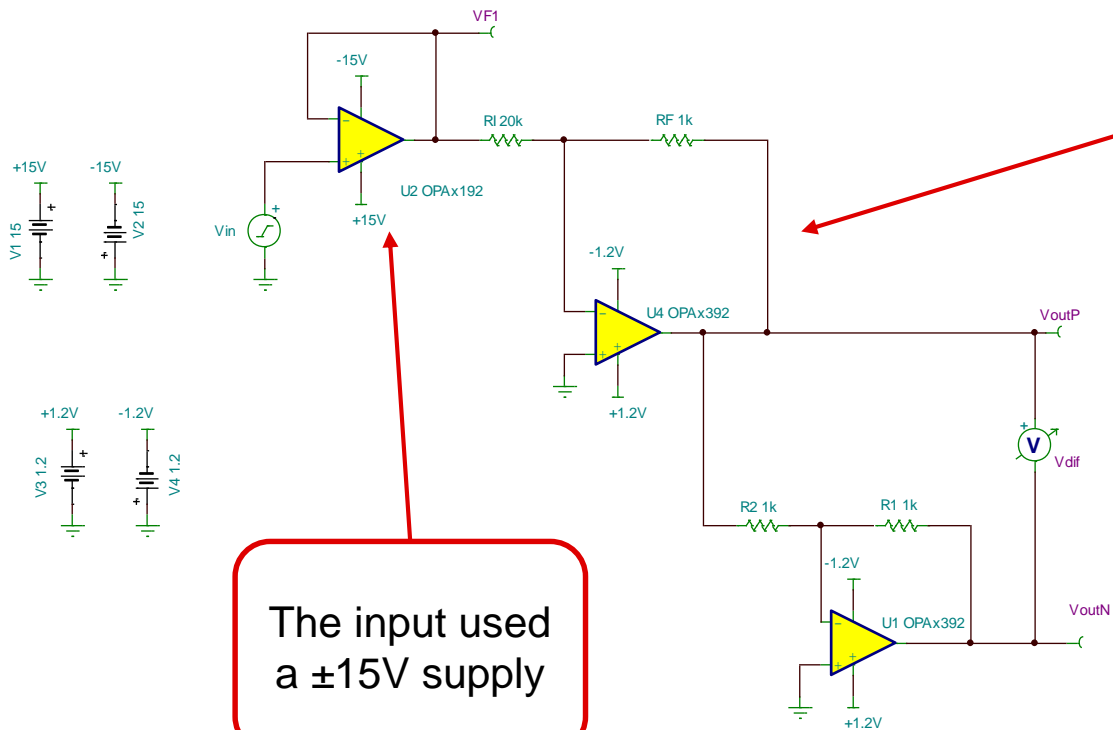 VF1
-15V
RI 20k
RF 1k
+15V
-15V
U2 OPAx192
V1 15
V2 15
Vin
+15V
-1.2V
U4 OPAx392
VoutP
+1.2V
+1.2V
-1.2V
V3 1.2
V4 1.2
V
Vdif
R2 1k
R1 1k
-1.2V
U1 OPAx392
VoutN
+1.2V
The input used
a ±15V supply